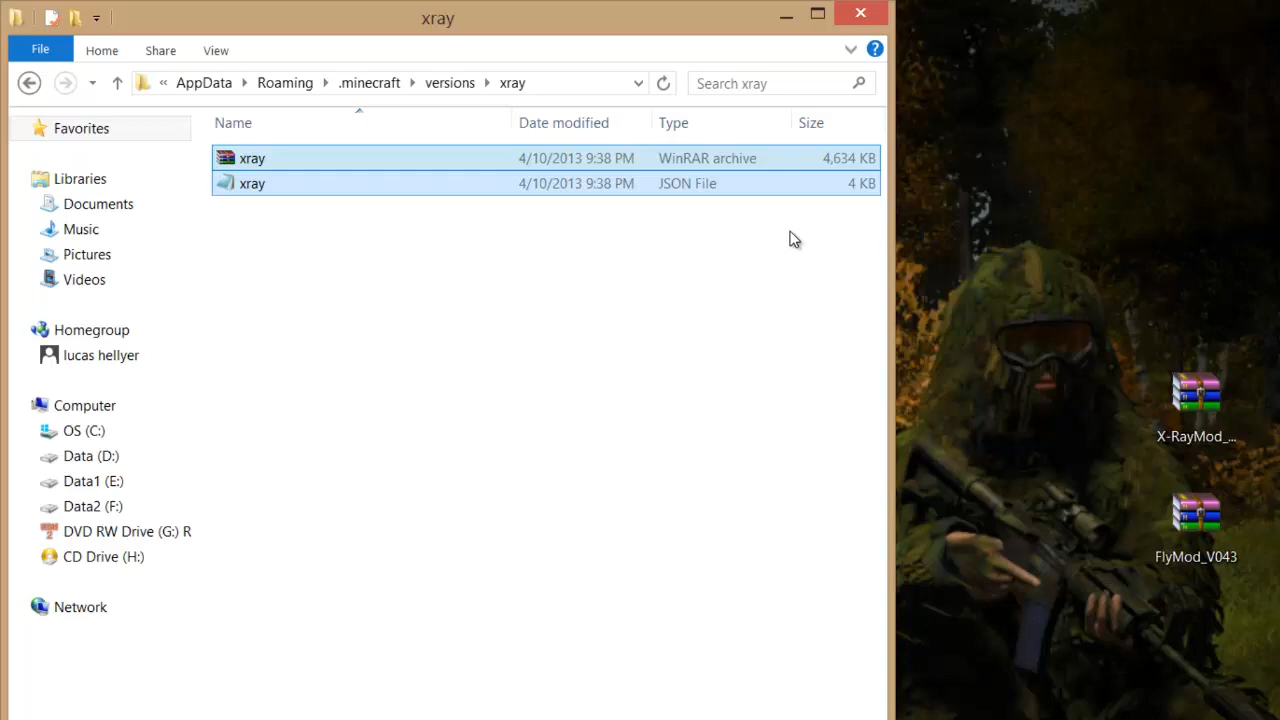 xray
File Home Share View
« AppData Roaming .minecraft versions xray
Search xray
Name Date modified Type Size
xray 4/10/2013 9:38 PM WinRAR archive 4,634 KB
xray 4/10/2013 9:38 PM JSON File 4 KB
Favorites
Libraries
Documents
Music
Pictures
Videos
Homegroup
lucas hellyer
Computer
OS (C:)
Data (D:)
Data1 (E:)
Data2 (F:)
DVD RW Drive (G:) R
CD Drive (H:)
Network
X-RayMod_...
FlyMod_V043